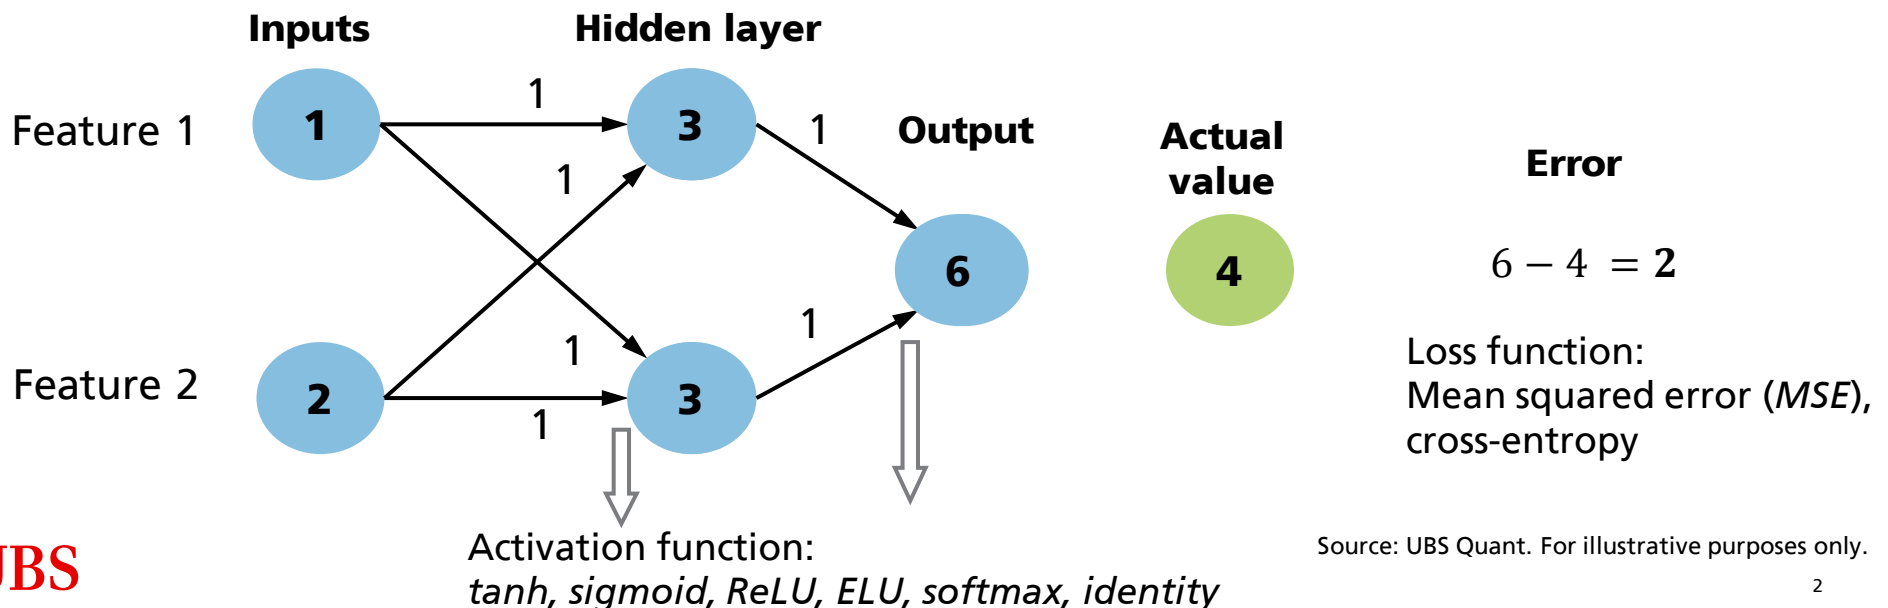 Inputs
Hidden layer
1
Feature 1
1
3
1
Output
Actual
value
Error
1
6
4
6 − 4 = 2
1
1
Feature 2
2
3
1
Loss function:
Mean squared error (MSE),
cross-entropy
Activation function:
tanh, sigmoid, ReLU, ELU, softmax, identity
UBS
Source: UBS Quant. For illustrative purposes only.
2